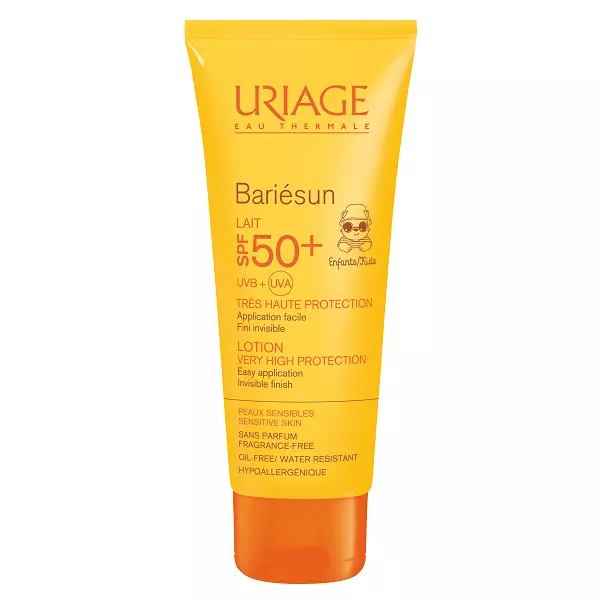 URIAGE
EAU THERMALE
Bariésun
LAIT
SPF 50+
Enfants/Kids
UVB + UVA
TRÈS HAUTE PROTECTION
Application facile
Fini invisible
LOTION
VERY HIGH PROTECTION
Easy application
Invisible finish
PEAUX SENSIBLES
SENSITIVE SKIN
SANS PARFUM
FRAGRANCE-FREE
OIL-FREE/ WATER RESISTANT
HYPOALLERGÉNIQUE